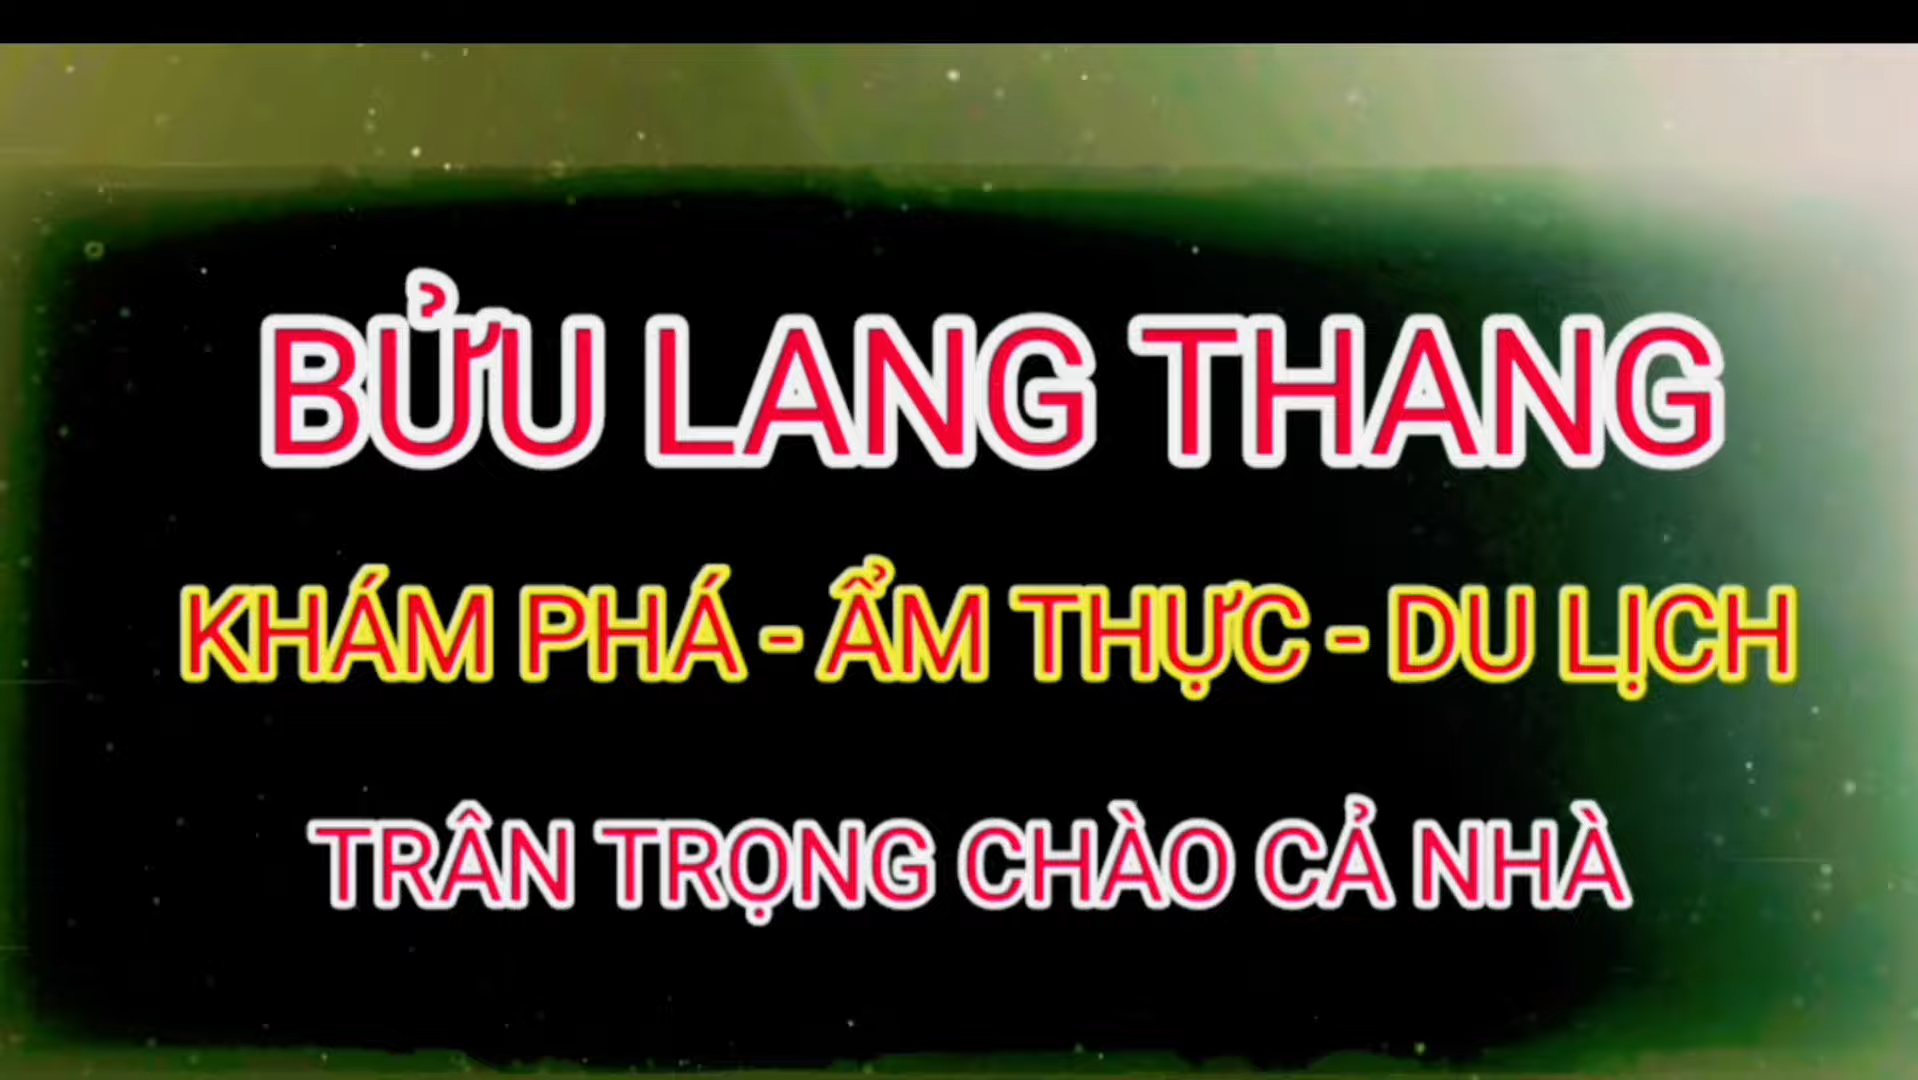 BỬU LANG THANG
KHÁM PHÁ - ẨM THỰC - DU LỊCH
TRÂN TRỌNG CHÀO CẢ NHÀ